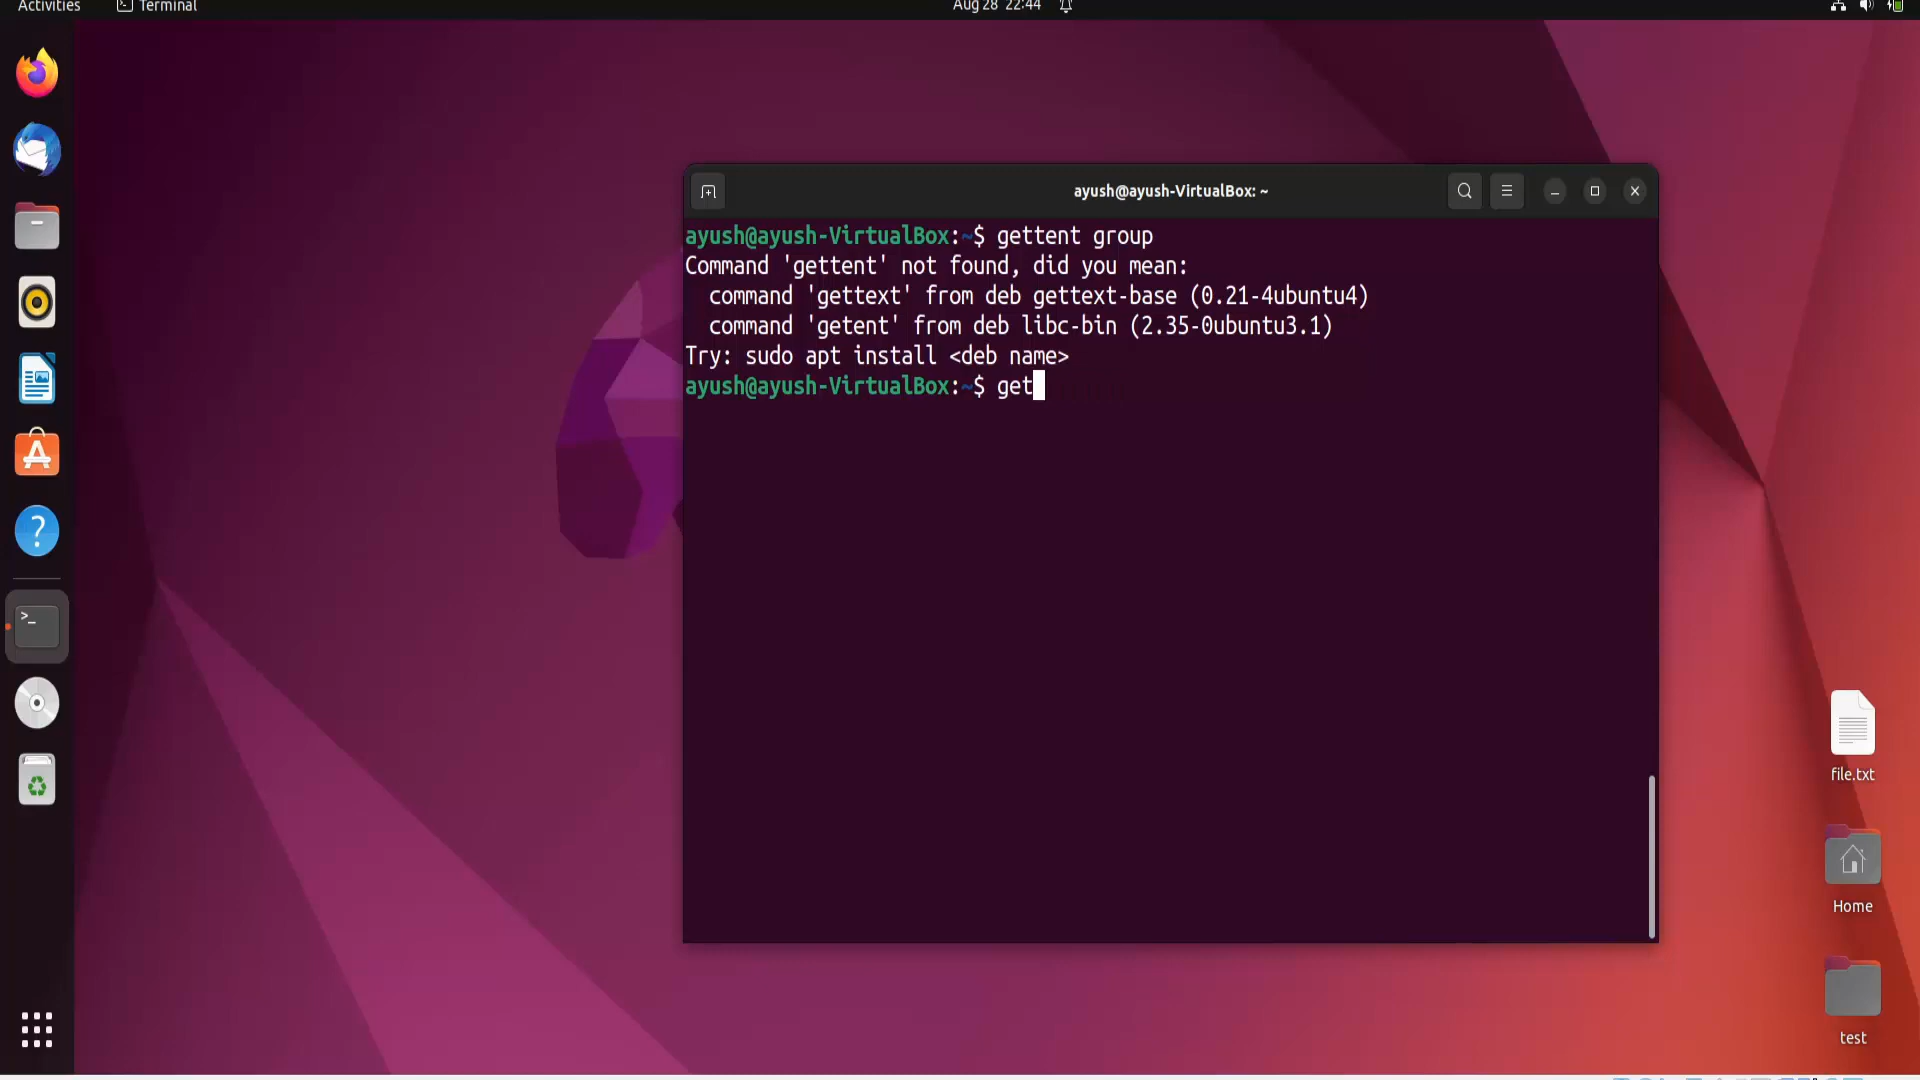 Activities
Terminal
Aug 28 22:44
ayush@ayush-VirtualBox: ~
ayush@ayush-VirtualBox:~$ gettent group
Command 'gettent' not found, did you mean:
command 'gettext' from deb gettext-base (0.21-4ubuntu4)
command 'getent' from deb libc-bin (2.35-0ubuntu3.1)
Try: sudo apt install <deb name>
ayush@ayush-VirtualBox:~$ get
file.txt
Home
test